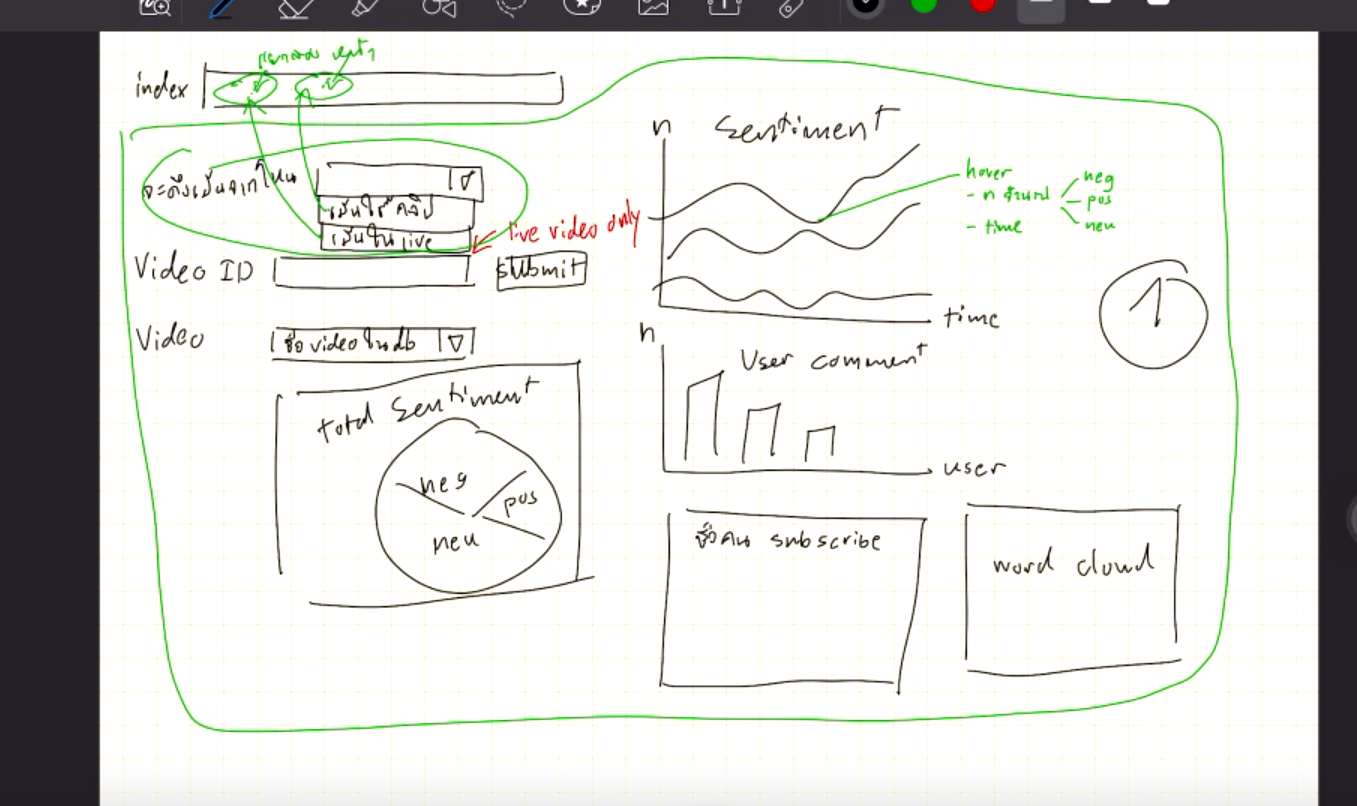 index
Sentiment
n
จะดึงเม้นจากไหน
เม้นใต้คลิป
เม้นใน live
live video only
hover
- n จำนวน
neg
pos
neu
- time
Video ID
submit
time
Video
ชื่อ video ใน db
1
n
User comment
user
total Sentiment
neg
pos
neu
ชื่อคน subscribe
word cloud